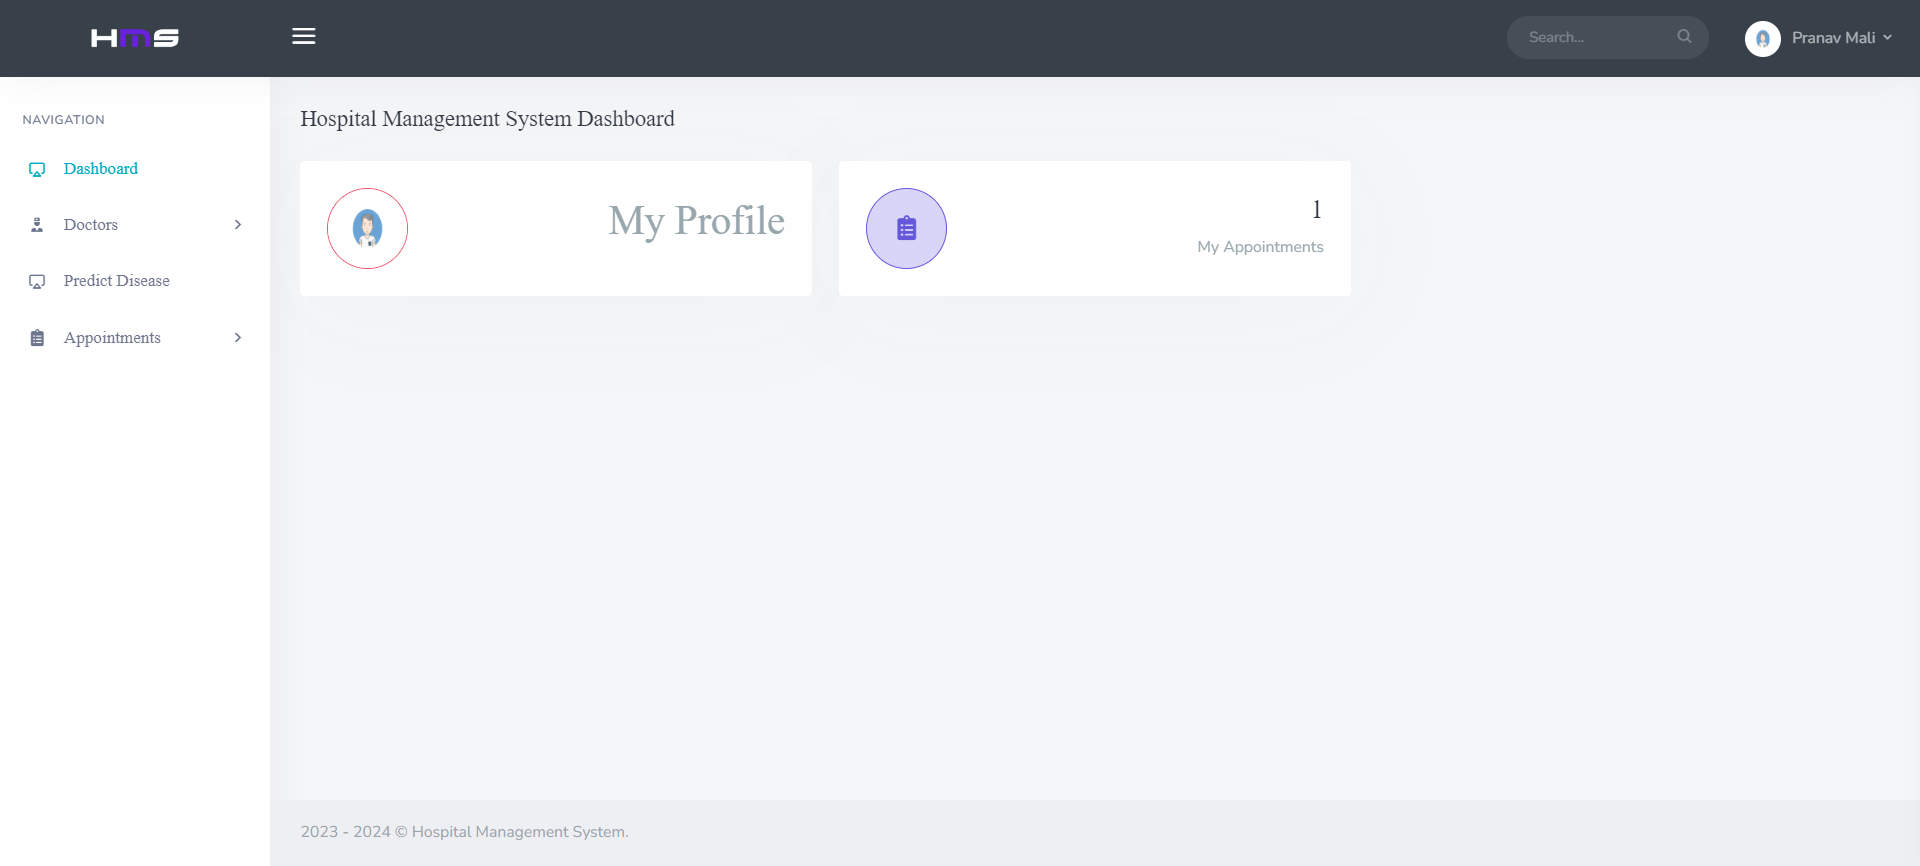 HMS
Search...
Pranav Mali
NAVIGATION
Dashboard
Doctors
Predict Disease
Appointments
Hospital Management System Dashboard
My Profile
1
My Appointments
2023 - 2024 © Hospital Management System.